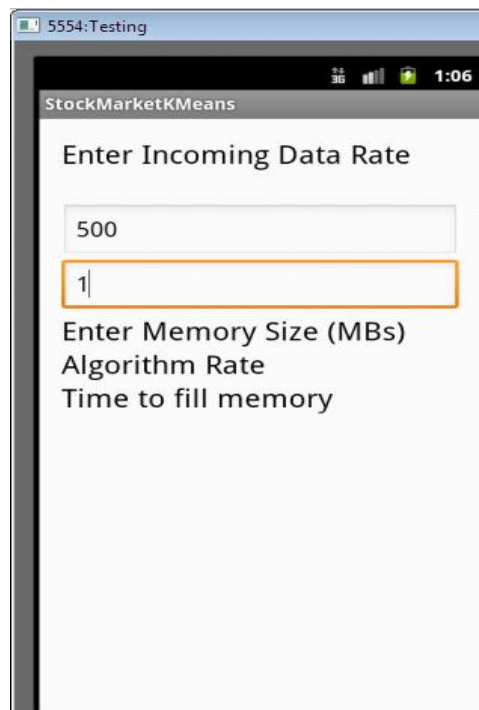 5554:Testing
3G 1:06
StockMarketKMeans
Enter Incoming Data Rate
500
1
Enter Memory Size (MBs)
Algorithm Rate
Time to fill memory